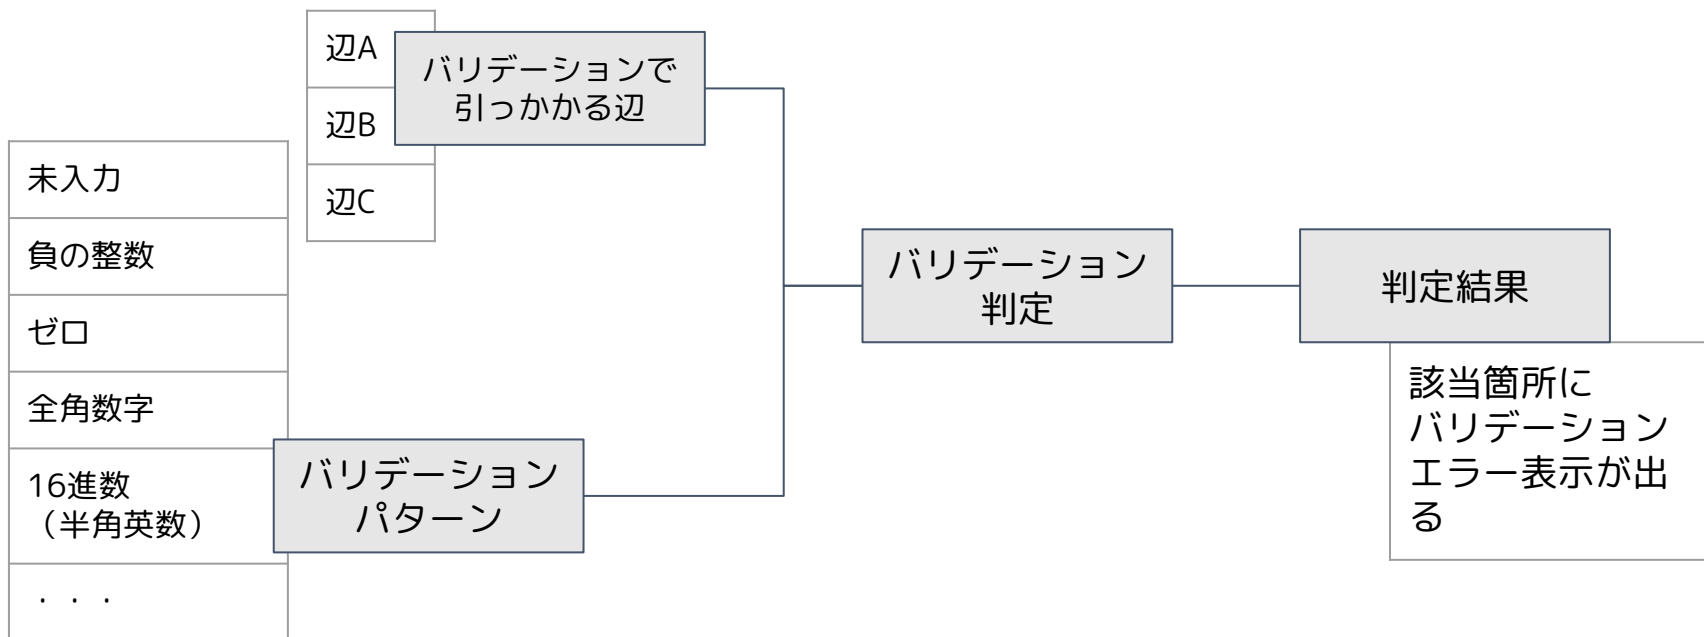 辺A
辺B
辺C
バリデーションで
引っかかる辺
未入力
負の整数
ゼロ
全角数字
16進数
（半角英数）
・・・
バリデーション
パターン
バリデーション
判定
判定結果
該当箇所に
バリデーション
エラー表示が出
る